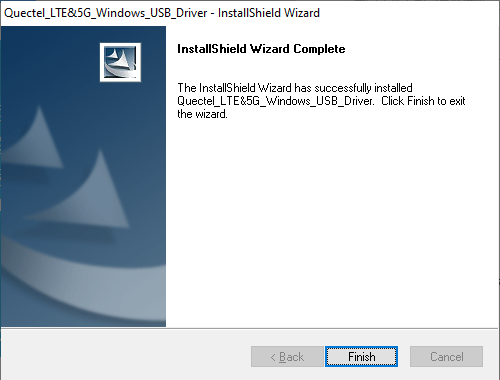 Quectel_LTE&5G_Windows_USB_Driver - InstallShield Wizard
InstallShield Wizard Complete
The InstallShield Wizard has successfully installed
Quectel_LTE&5G_Windows_USB_Driver. Click Finish to exit
the wizard.
< Back
Finish
Cancel